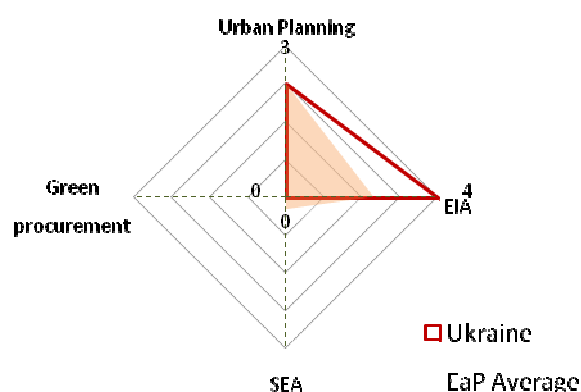 Urban Planning
3
Green
procurement
0
4
EIA
0
Ukraine
SEA
EaP Average